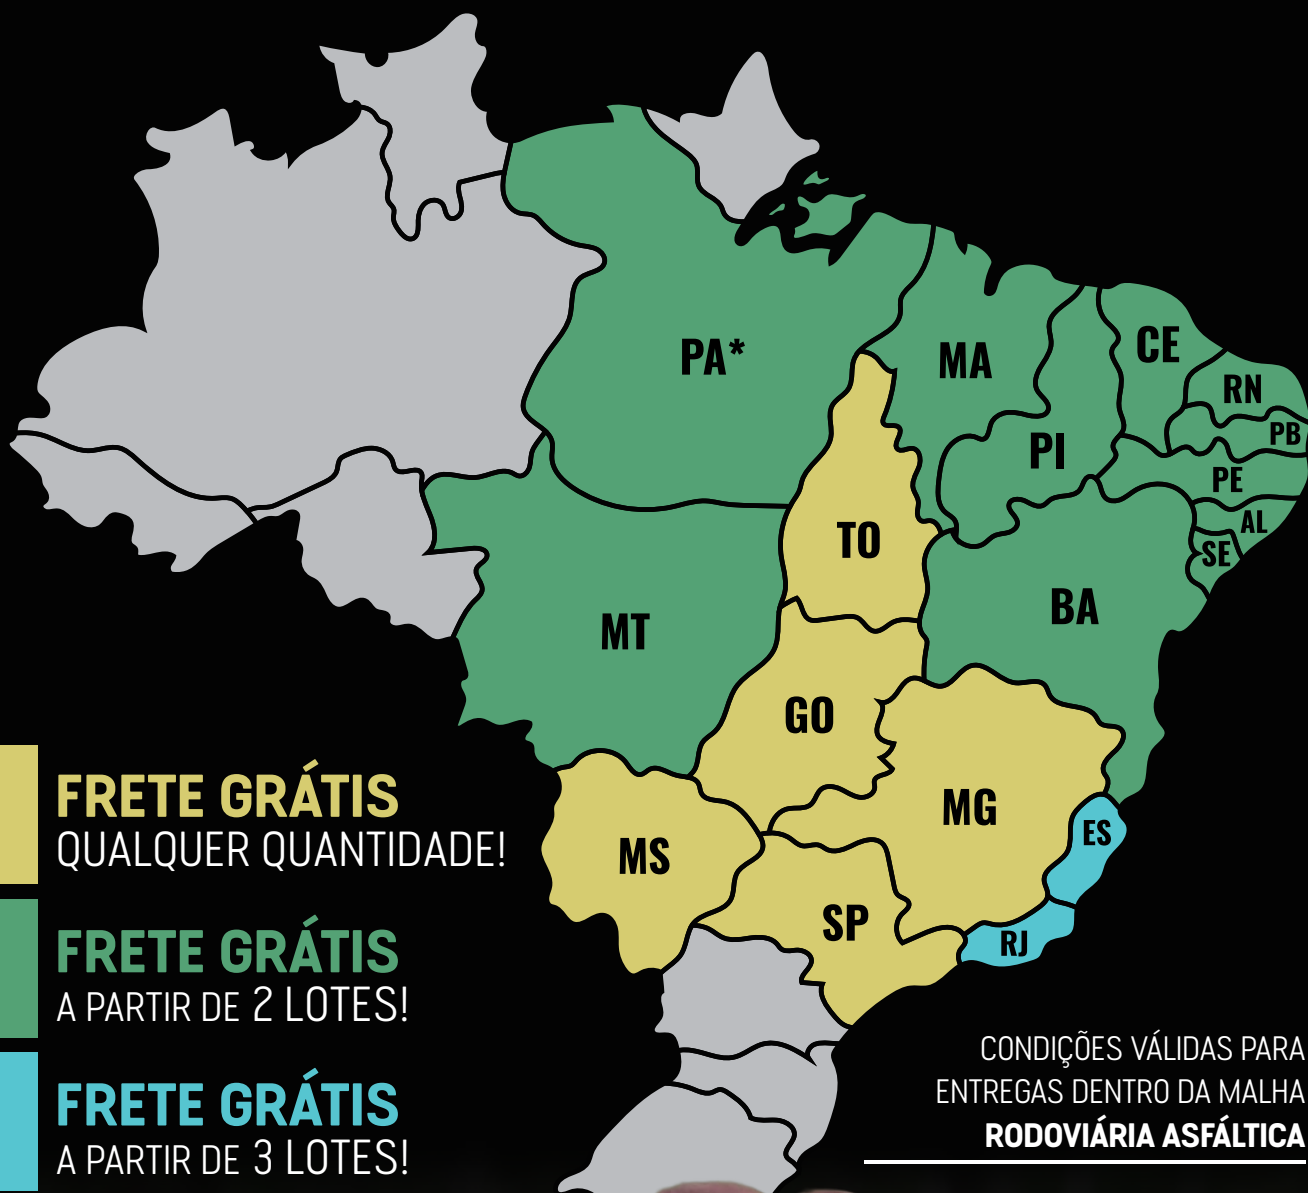 PA*
MA
CE
RN
PB
PI
PE
AL
TO
SE
BA
MT
GO
MG
ES
MS
SP
RJ
FRETE GRÁTIS
QUALQUER QUANTIDADE!
FRETE GRÁTIS
A PARTIR DE 2 LOTES!
FRETE GRÁTIS
A PARTIR DE 3 LOTES!
CONDIÇÕES VÁLIDAS PARA
ENTREGAS DENTRO DA MALHA
RODOVIÁRIA ASFÁLTICA